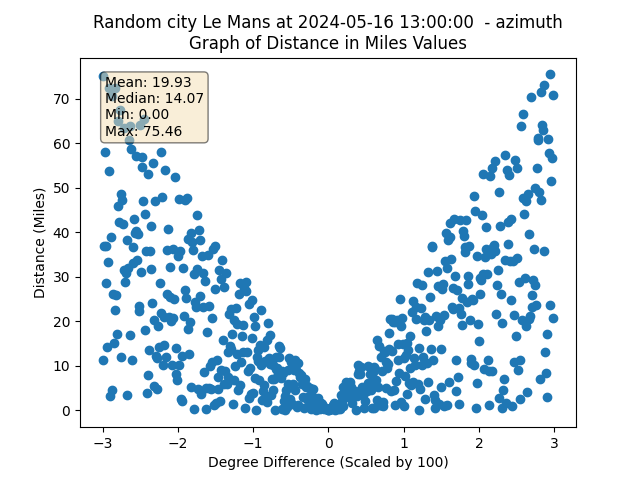 Random city Le Mans at 2024-05-16 13:00:00  - azimuth
Graph of Distance in Miles Values
Mean: 19.93
Median: 14.07
Min: 0.00
Max: 75.46
70
60
50
40
30
20
10
0
Distance (Miles)
−3 −2 −1 0 1 2 3
Degree Difference (Scaled by 100)